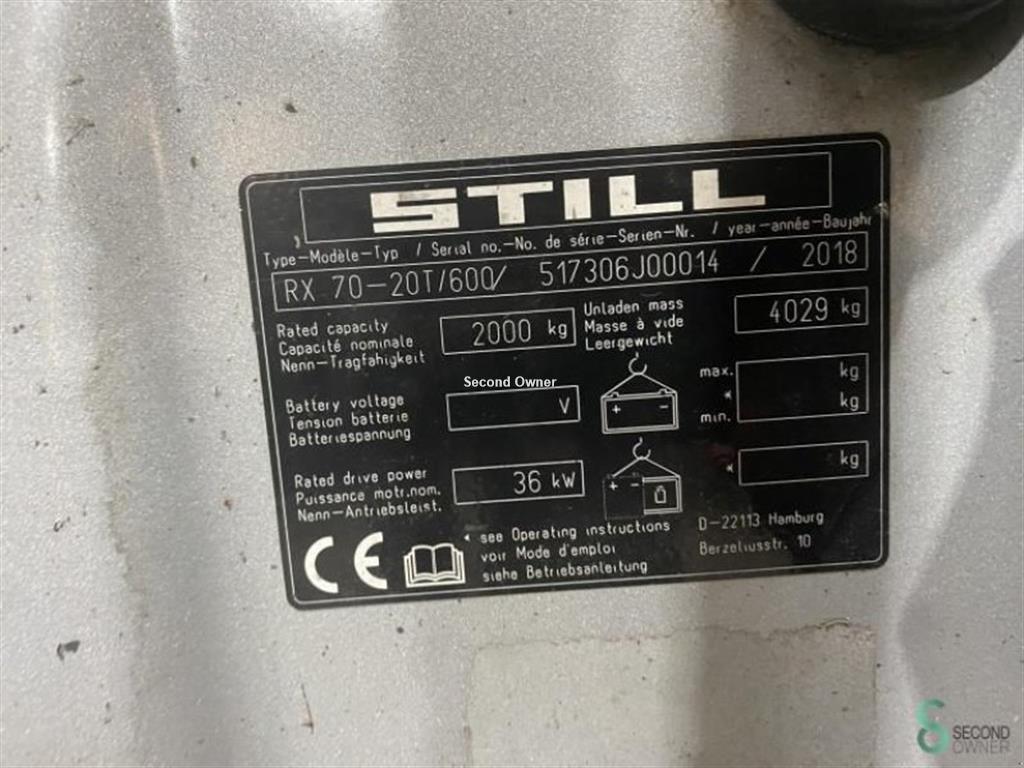 STILL
Type-Modèle-Typ / Serial no.-No. de série-Serien-Nr. / year-année-Baujahr
RX 70-20T/600/ 517306J00014 / 2018
Rated capacity
Capacité nominale
Nenn-Tragfähigkeit
2000 kg
Unladen mass
Masse à vide
Leergewicht
4029 kg
Battery voltage
Tension batterie
Batteriespannung
V
max. kg
* kg
min.
Rated drive power
Puissance motr.nom.
Nenn-Antriebsleist.
36 kW
* kg
CE
* see Operating instructions
voir Mode d'emploi
siehe Betriebsanleitung
D-22113 Hamburg
Berzeliusstr. 10
Second Owner
SECOND
OWNER